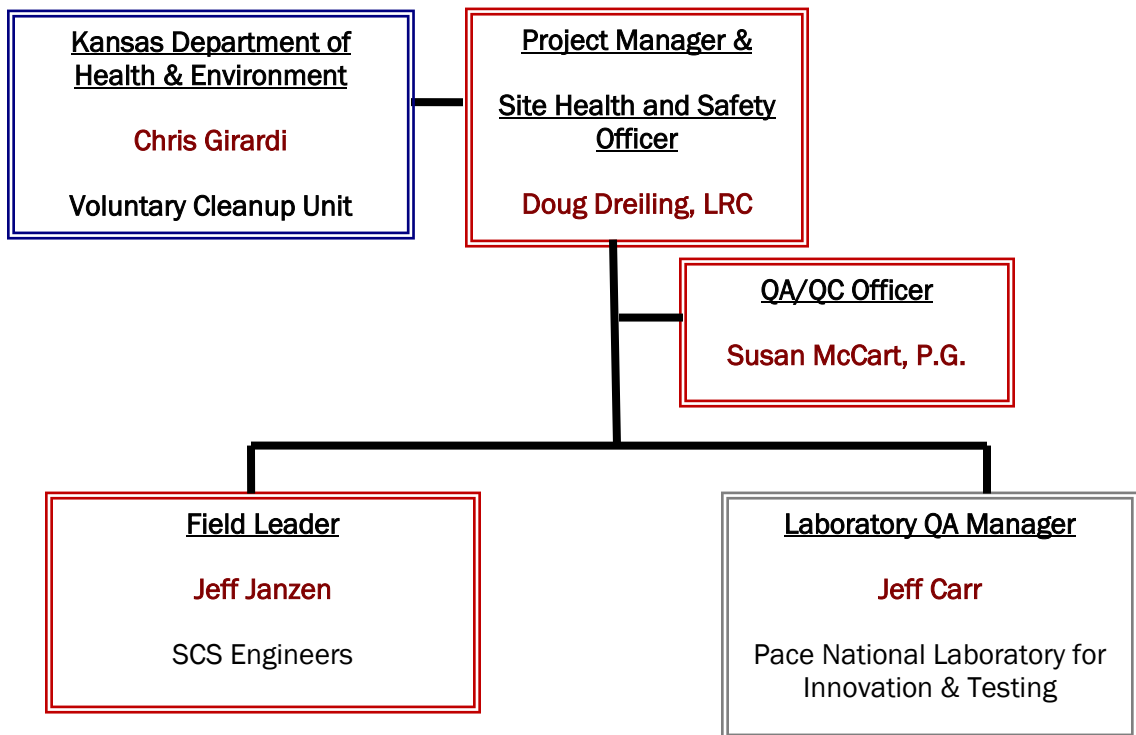 Kansas Department of
Health & Environment
Chris Girardi
Voluntary Cleanup Unit
Project Manager &
Site Health and Safety
Officer
Doug Dreiling, LRC
QA/QC Officer
Susan McCart, P.G.
Field Leader
Jeff Janzen
SCS Engineers
Laboratory QA Manager
Jeff Carr
Pace National Laboratory for
Innovation & Testing